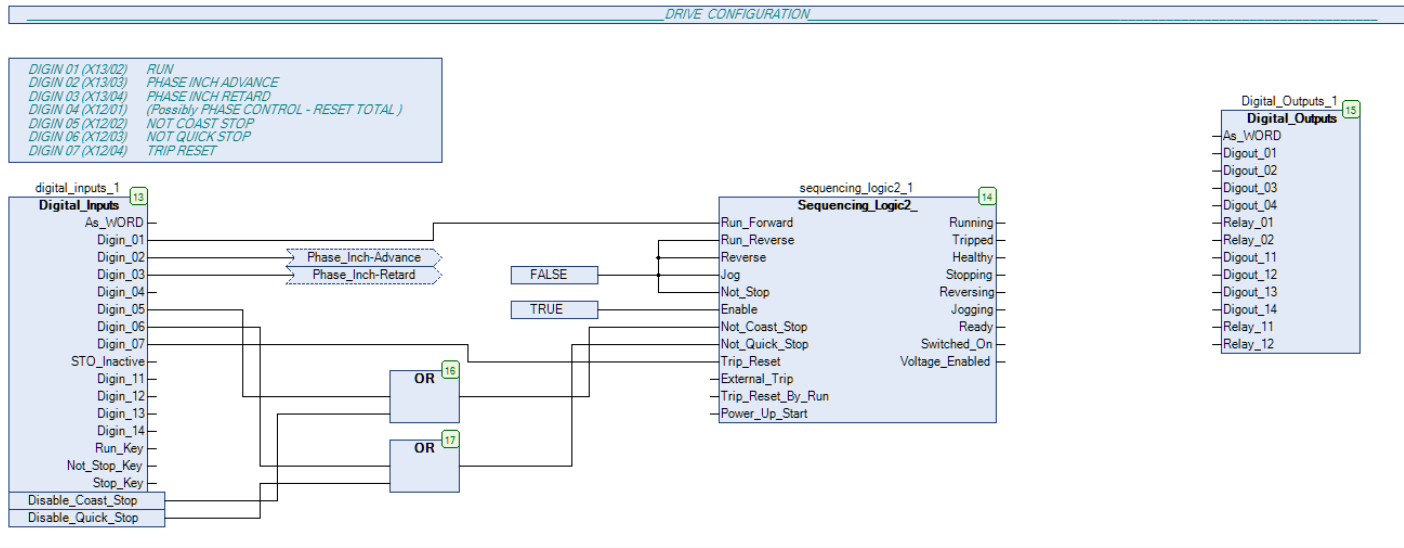 DRIVE CONFIGURATION
DIGIN 01 (X13/02) RUN
DIGIN 02 (X13/03) PHASE INCH ADVANCE
DIGIN 03 (X13/04) PHASE INCH RETARD
DIGIN 04 (X12/01) (Possibly PHASE CONTROL - RESET TOTAL )
DIGIN 05 (X12/02) NOT COAST STOP
DIGIN 06 (X12/03) NOT QUICK STOP
DIGIN 07 (X12/04) TRIP RESET
digital_inputs_1
13
Digital_Inputs
As_WORD
Digin_01
Digin_02
Digin_03
Digin_04
Digin_05
Digin_06
Digin_07
STO_Inactive
Digin_11
Digin_12
Digin_13
Digin_14
Run_Key
Not_Stop_Key
Stop_Key
Disable_Coast_Stop
Disable_Quick_Stop
Phase_Inch-Advance
Phase_Inch-Retard
FALSE
TRUE
OR
16
OR
17
sequencing_logic2_1
14
Sequencing_Logic2_
Run_Forward
Run_Reverse
Reverse
Jog
Not_Stop
Enable
Not_Coast_Stop
Not_Quick_Stop
Trip_Reset
External_Trip
Trip_Reset_By_Run
Power_Up_Start
Running
Tripped
Healthy
Stopping
Reversing
Jogging
Ready
Switched_On
Voltage_Enabled
Digital_Outputs_1
15
Digital_Outputs
As_WORD
Digout_01
Digout_02
Digout_03
Digout_04
Relay_01
Relay_02
Digout_11
Digout_12
Digout_13
Digout_14
Relay_11
Relay_12